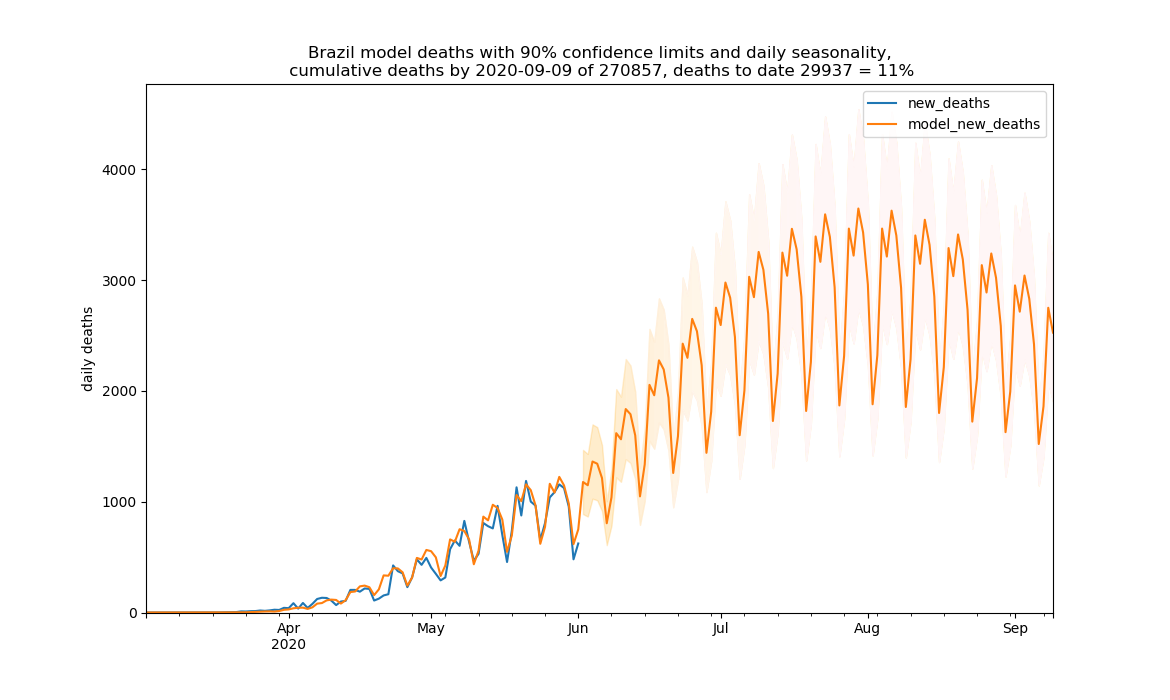 Brazil model deaths with 90% confidence limits and daily seasonality,
cumulative deaths by 2020-09-09 of 270857, deaths to date 29937 = 11%
new_deaths
model_new_deaths
daily deaths
4000
3000
2000
1000
0
Apr
2020
May
Jun
Jul
Aug
Sep